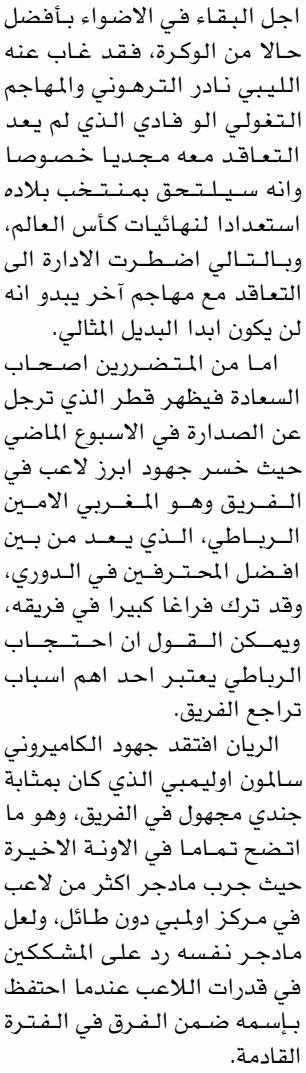 اجل البقاء في الاضواء بأفضل
حالا من الوكرة، فقد غاب عنه
الليبي نادر الترهوني والمهاجم
التغولي الو فادي الذي لم يعد
التعاقد معه مجديا خصوصا
وانه سيلتحق بمنتخب بلاده
استعدادا لنهائيات كأس العالم،
وبالتالي اضطرت الادارة الى
التعاقد مع مهاجم آخر يبدو انه
لن يكون ابدا البديل المثالي.
اما من المتضررين اصحاب
السعادة فيظهر قطر الذي ترجل
عن الصدارة في الاسبوع الماضي
حيث خسر جهود ابرز لاعب في
الفريق وهو المغربي الامين
الرباطي، الذي يعد من بين
افضل المحترفين في الدوري،
وقد ترك فراغا كبيرا في فريقه،
ويمكن القول ان احتجاب
الرباطي يعتبر احد اهم اسباب
تراجع الفريق.
الريان افتقد جهود الكاميروني
سالمون اوليمبي الذي كان بمثابة
جندي مجهول في الفريق، وهو ما
اتضح تماما في الاونة الاخيرة
حيث جرب مادجر اكثر من لاعب
في مركز اولمبي دون طائل، ولعل
مادجر نفسه رد على المشككين
في قدرات اللاعب عندما احتفظ
بإسمه ضمن الفرق في الفترة
القادمة.